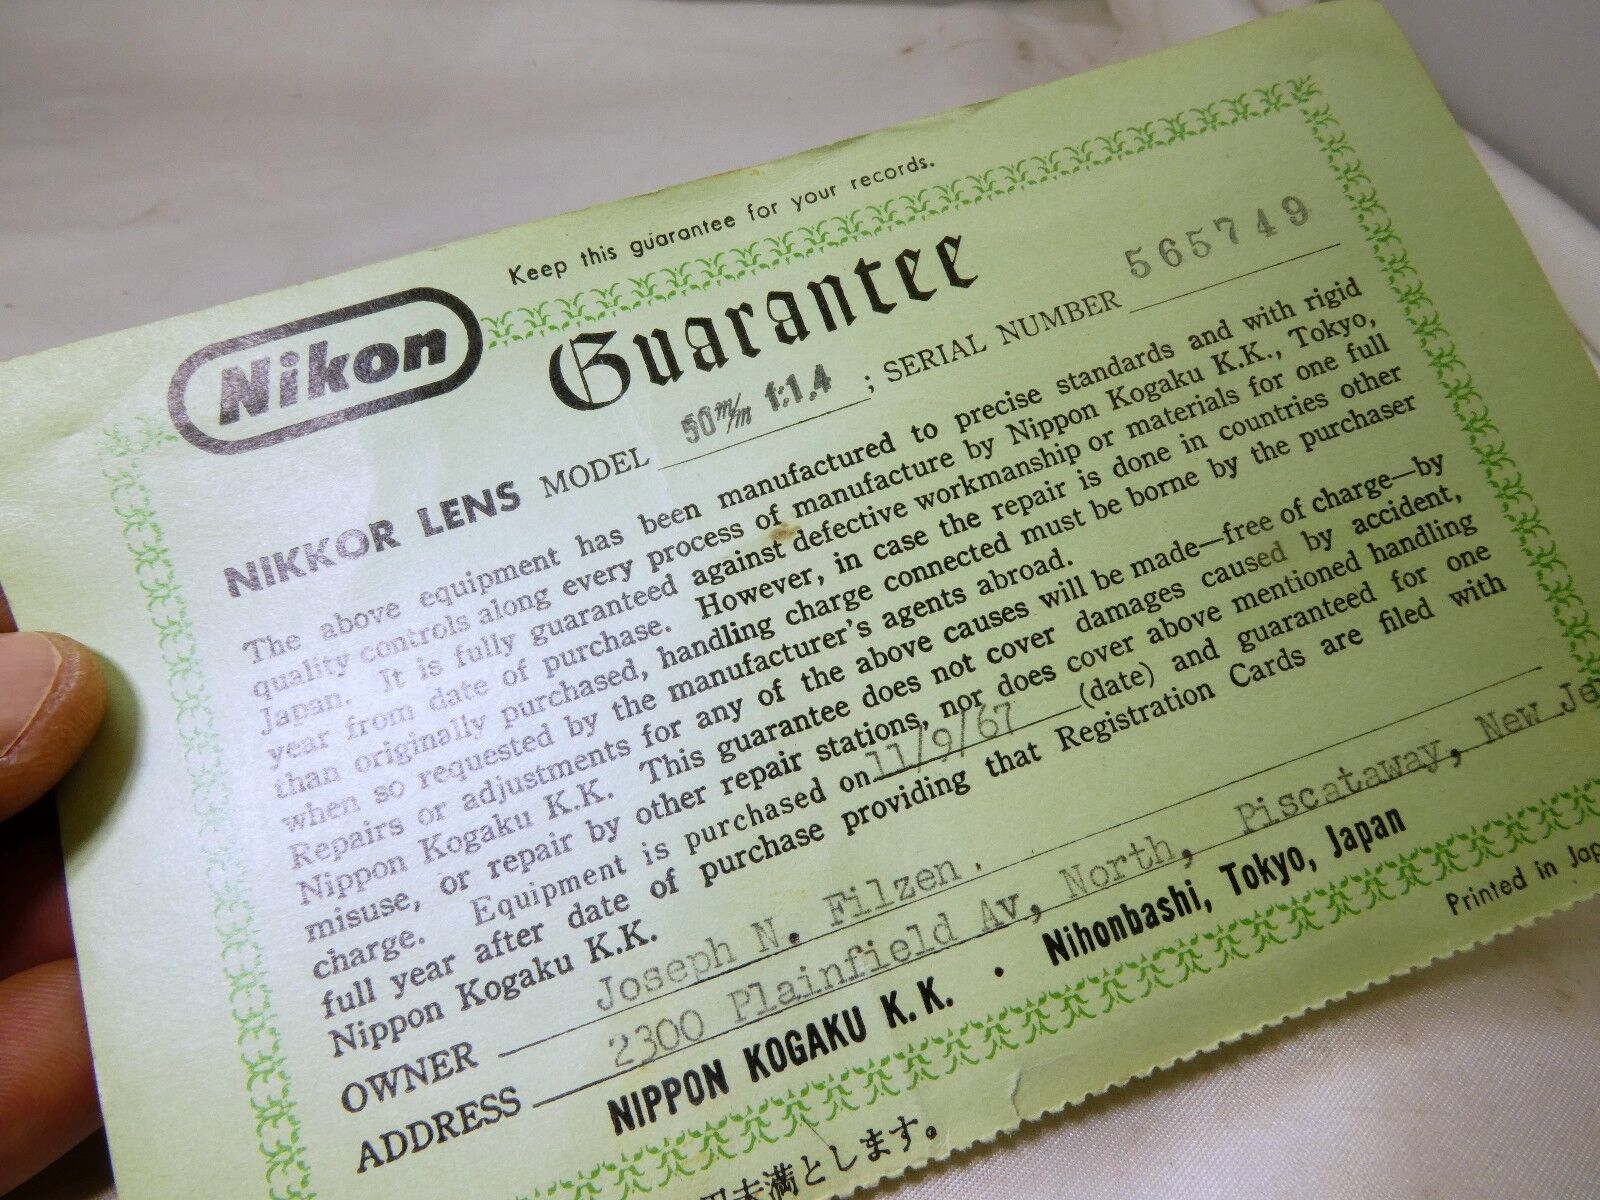 Keep this guarantee for your records.
Nikon
Guarantee
NIKKOR LENS MODEL 50m/m f:1.4 ; SERIAL NUMBER 565749
The above equipment has been manufactured to precise standards and with rigid
quality controls along every process of manufacture by Nippon Kogaku K.K., Tokyo,
Japan. It is fully guaranteed against defective workmanship or materials for one full
year from date of purchase. However, in case the repair is done in countries other
than originally purchased, handling charge connected must be borne by the purchaser
when so requested by the manufacturer's agents abroad.
Repairs or adjustments for any of the above causes will be made—free of charge—by
Nippon Kogaku K.K. This guarantee does not cover damages caused by accident,
misuse, or repair by other repair stations, nor does cover above mentioned handling
charge. Equipment is purchased on 11/9/67 (date) and guaranteed for one
full year after date of purchase providing that Registration Cards are filed with
Nippon Kogaku K.K.
OWNER Joseph N. Filzen.
ADDRESS 2300 Plainfield Av, North, Piscataway, New Je
NIPPON KOGAKU K.K. · Nihonbashi, Tokyo, Japan
Printed in Jap
未満とします。